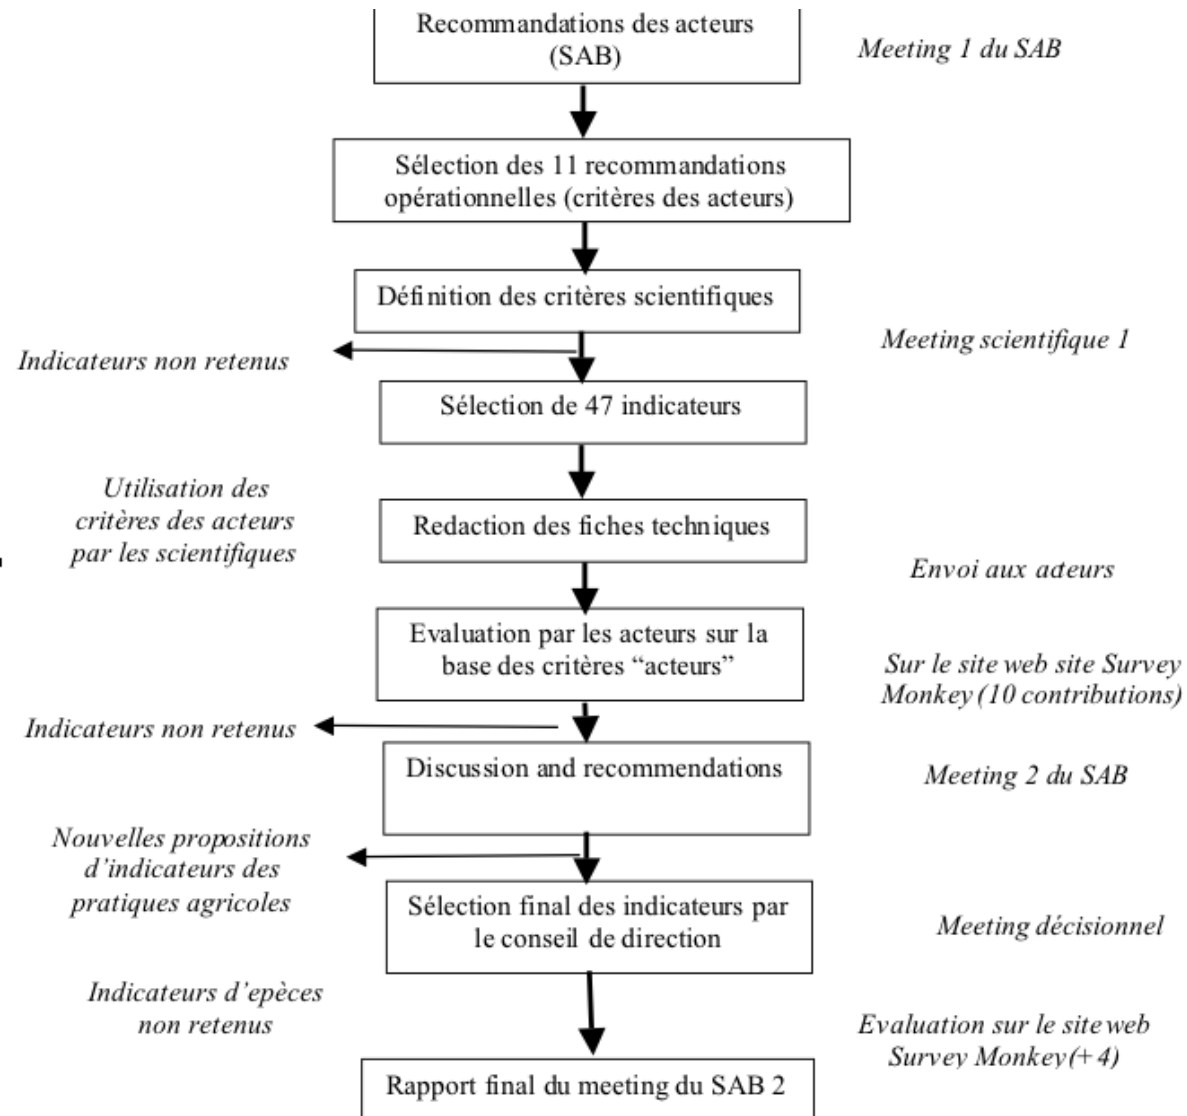 Recommandations des acteurs
(SAB)
Meeting 1 du SAB
Sélection des 11 recommandations
opérationnelles (critères des acteurs)
Définition des critères scientifiques
Meeting scientifique 1
Indicateurs non retenus
Sélection de 47 indicateurs
Utilisation des
critères des acteurs
par les scientifiques
Redaction des fiches techniques
Envoi aux acteurs
Evaluation par les acteurs sur la
base des critères “acteurs”
Sur le site web site Survey
Monkey (10 contributions)
Indicateurs non retenus
Discussion and recommendations
Meeting 2 du SAB
Nouvelles propositions
d’indicateurs des
pratiques agricoles
Sélection final des indicateurs par
le conseil de direction
Meeting décisionnel
Indicateurs d’epèces
non retenus
Evaluation sur le site web
Survey Monkey (+ 4)
Rapport final du meeting du SAB 2